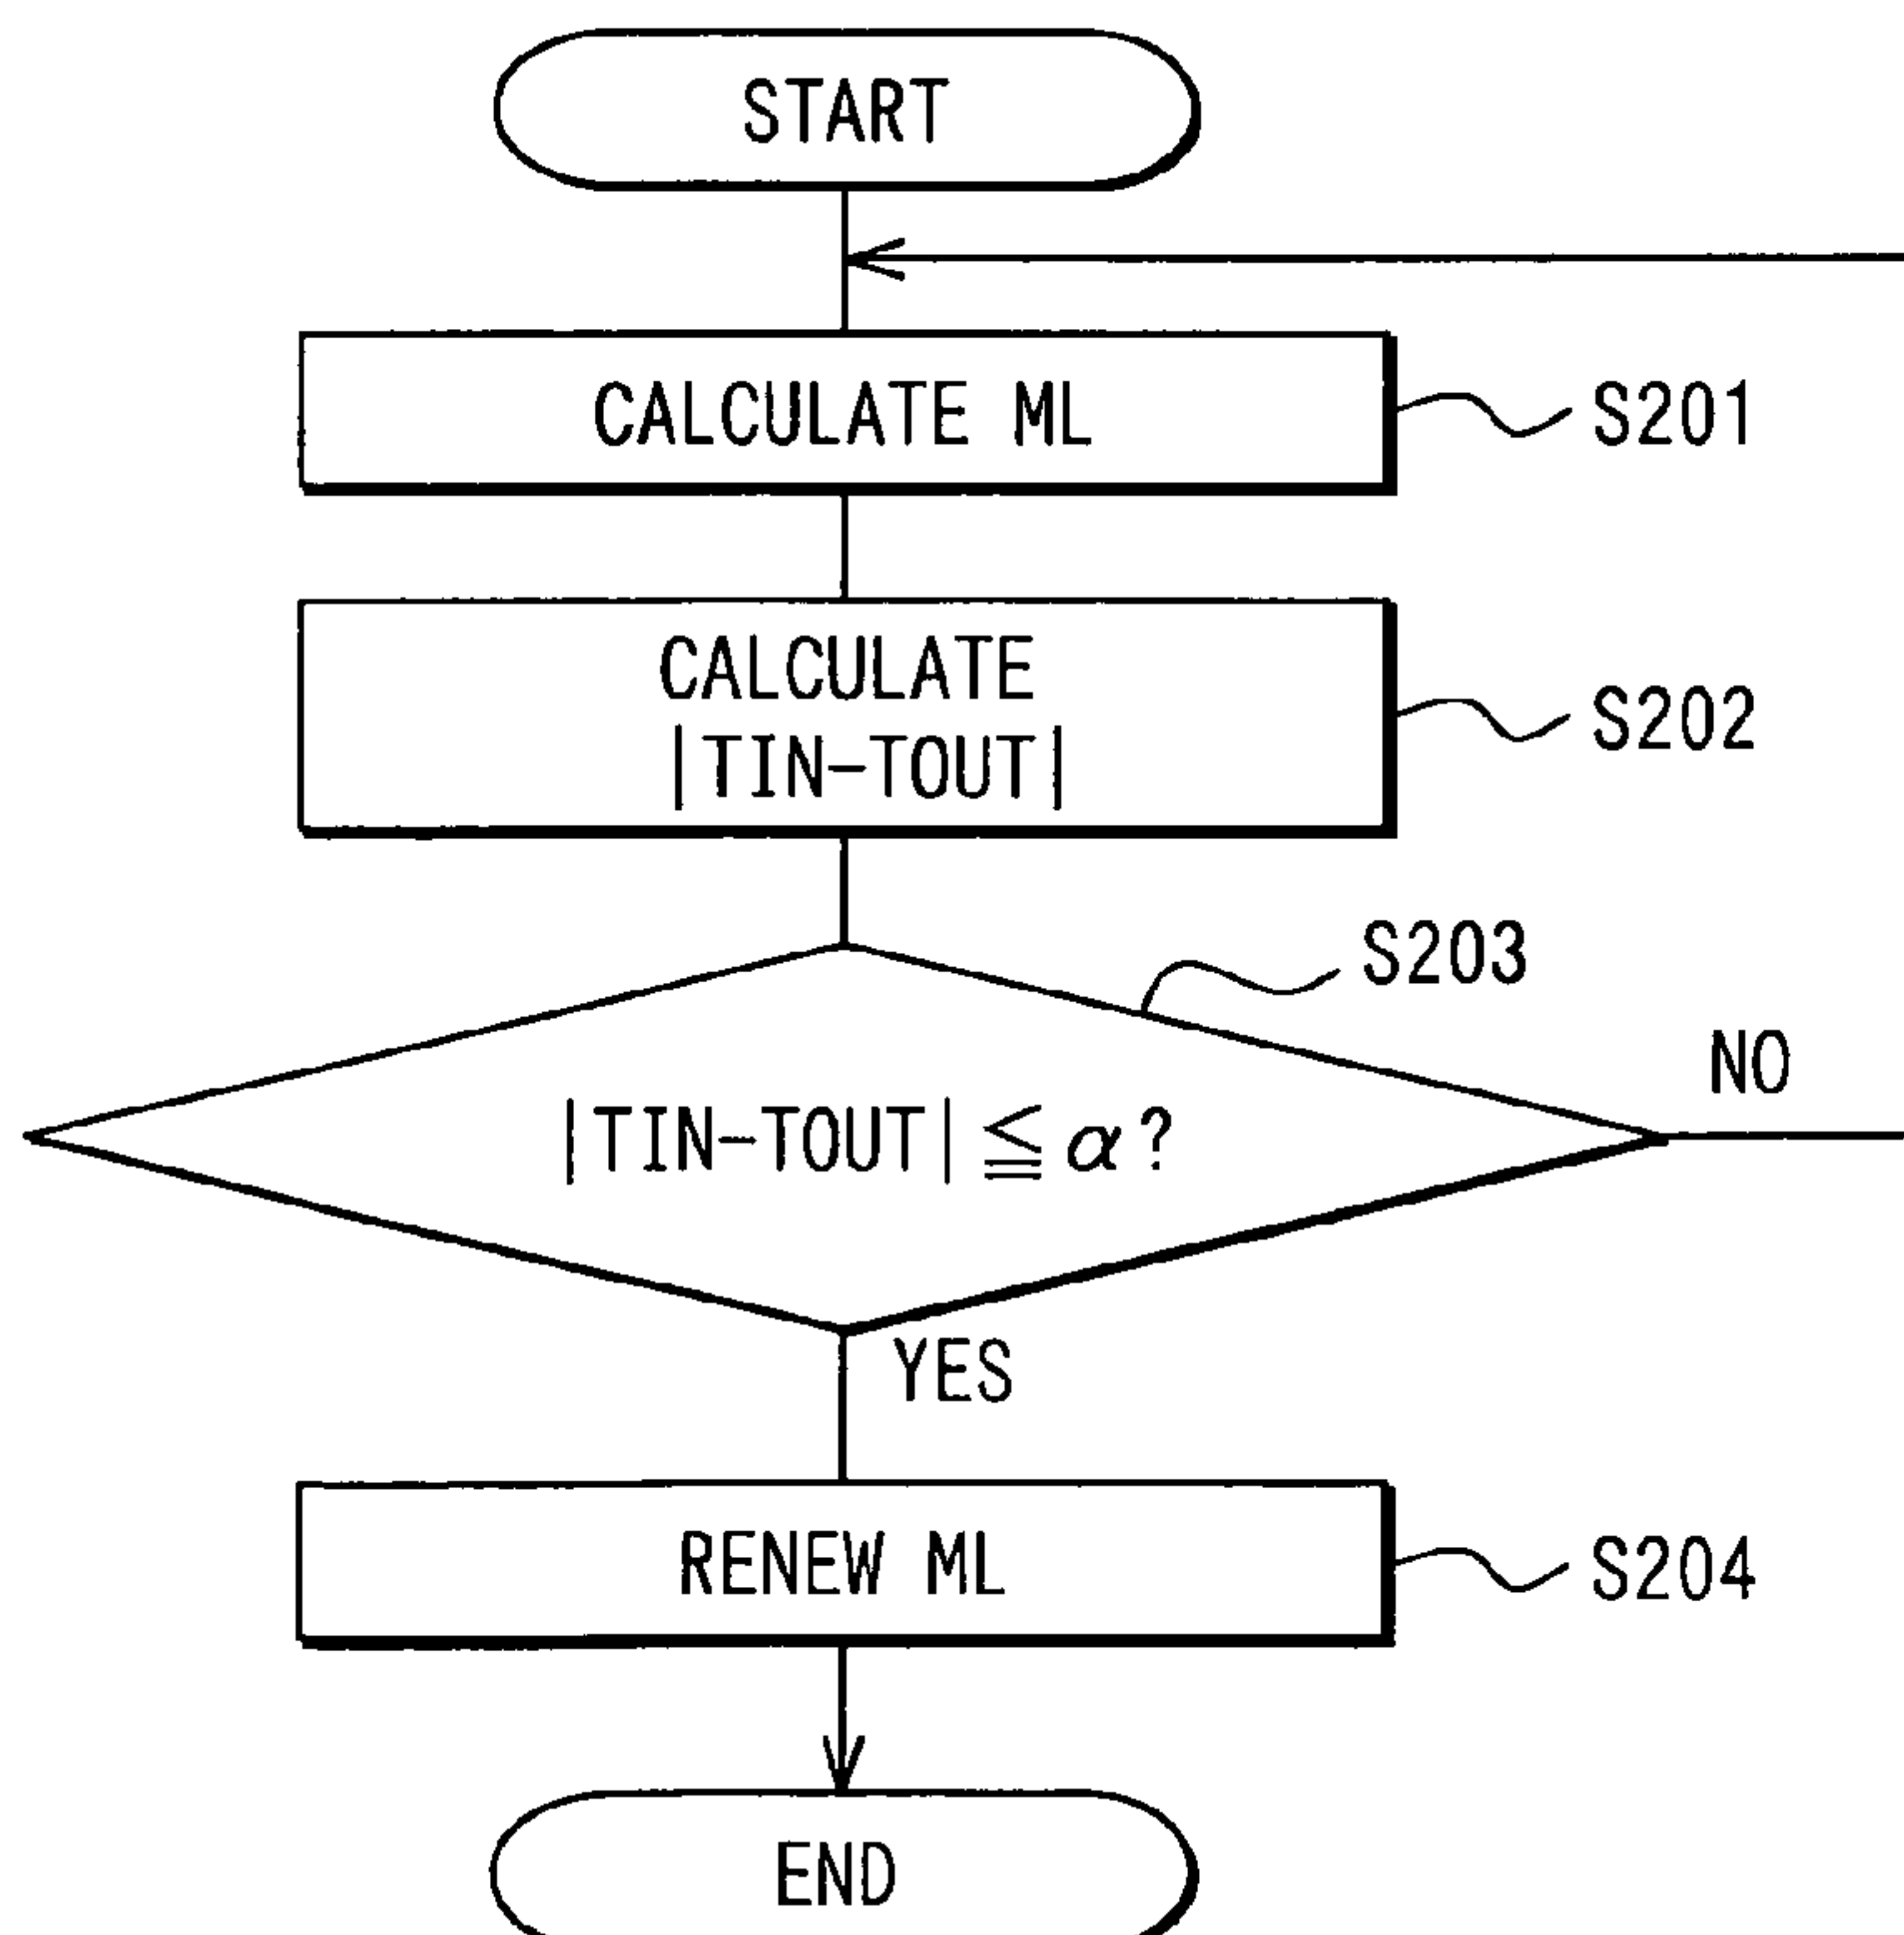 START
CALCULATE ML
S201
CALCULATE
|TIN-TOUT|
S202
S203
|TIN-TOUT|≦α?
NO
YES
RENEW ML
S204
END